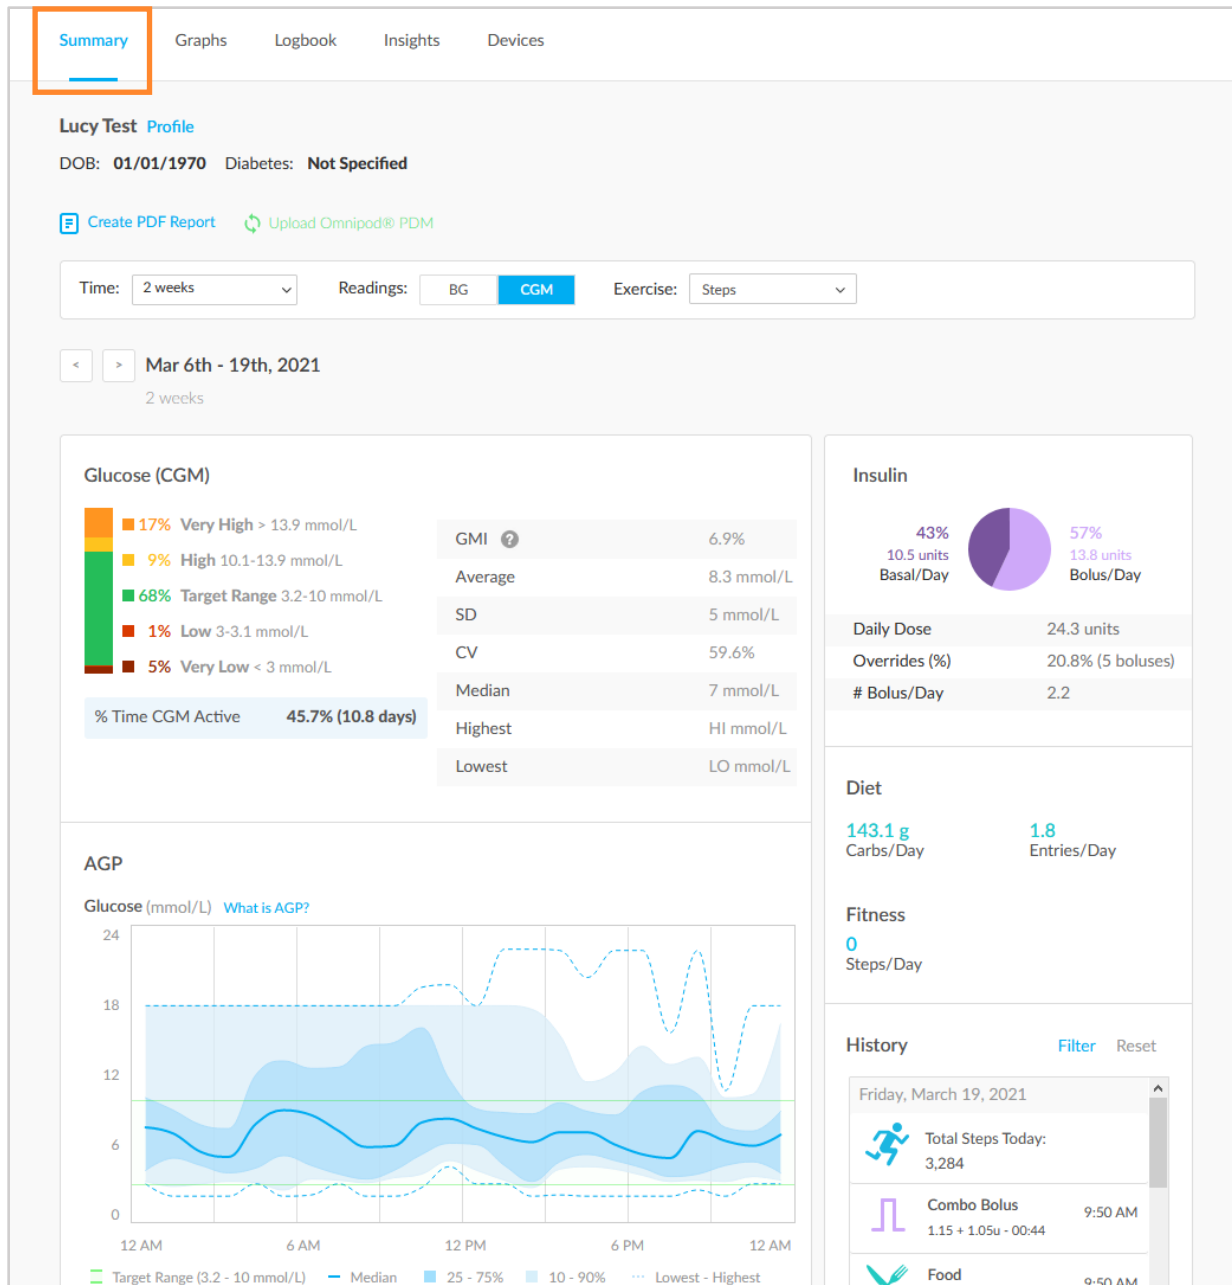 Summary Graphs Logbook Insights Devices
Lucy Test Profile
DOB: 01/01/1970 Diabetes: Not Specified
Create PDF Report Upload Omnipod® PDM
Time: 2 weeks Readings: BG CGM Exercise: Steps
< > Mar 6th - 19th, 2021
2 weeks
Glucose (CGM)
17% Very High > 13.9 mmol/L
9% High 10.1-13.9 mmol/L
68% Target Range 3.2-10 mmol/L
1% Low 3-3.1 mmol/L
5% Very Low < 3 mmol/L
% Time CGM Active 45.7% (10.8 days)
GMI ? 6.9%
Average 8.3 mmol/L
SD 5 mmol/L
CV 59.6%
Median 7 mmol/L
Highest HI mmol/L
Lowest LO mmol/L
Insulin
43% 57%
10.5 units 13.8 units
Basal/Day Bolus/Day
Daily Dose 24.3 units
Overrides (%) 20.8% (5 boluses)
# Bolus/Day 2.2
Diet
143.1 g 1.8
Carbs/Day Entries/Day
Fitness
0
Steps/Day
AGP
Glucose (mmol/L) What is AGP?
24
18
12
6
0
12 AM 6 AM 12 PM 6 PM 12 AM
Target Range (3.2 - 10 mmol/L) Median 25 - 75% 10 - 90% Lowest - Highest
History Filter Reset
Friday, March 19, 2021
Total Steps Today:
3,284
Combo Bolus 9:50 AM
1.15 + 1.05u - 00:44
Food 9:50 AM